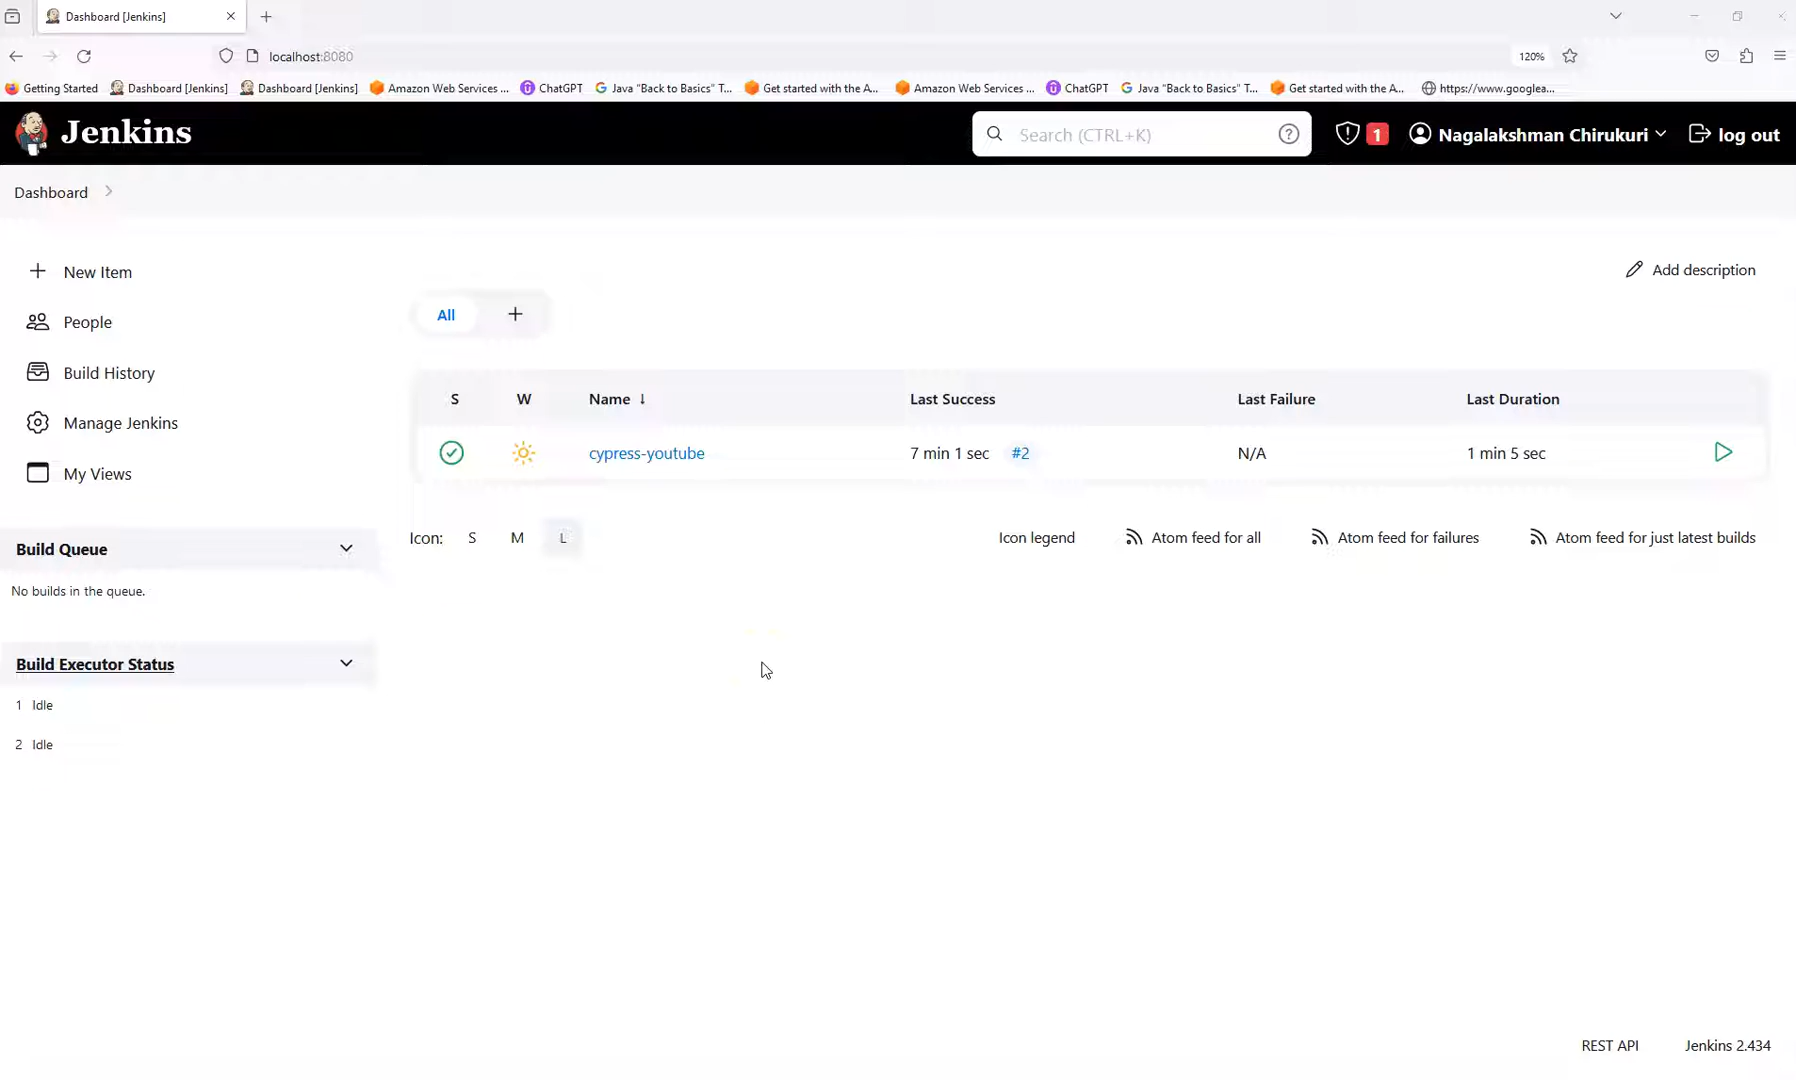 Dashboard [Jenkins]
localhost:8080
120%
Getting Started
Dashboard [Jenkins]
Dashboard [Jenkins]
Amazon Web Services ...
ChatGPT
Java "Back to Basics" T...
Get started with the A...
Amazon Web Services ...
ChatGPT
Java "Back to Basics" T...
Get started with the A...
https://www.googlea...
Jenkins
Search (CTRL+K)
1
Nagalakshman Chirukuri
log out
Dashboard
New Item
People
Build History
Manage Jenkins
My Views
Build Queue
No builds in the queue.
Build Executor Status
1 Idle
2 Idle
Add description
All
S W Name ↓ Last Success Last Failure Last Duration
cypress-youtube 7 min 1 sec #2 N/A 1 min 5 sec
Icon: S M L
Icon legend
Atom feed for all
Atom feed for failures
Atom feed for just latest builds
REST API
Jenkins 2.434